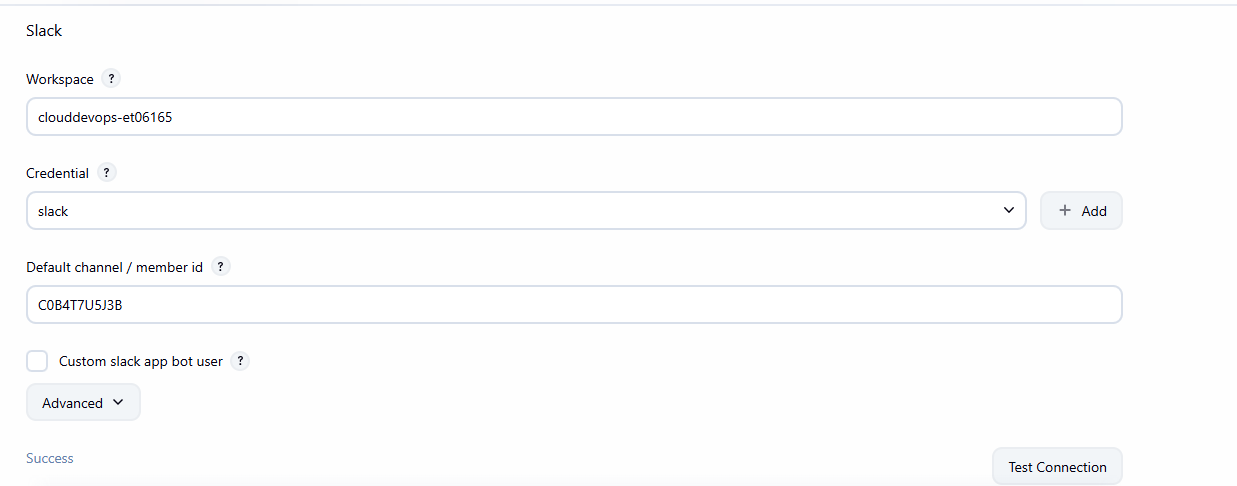 Slack
Workspace ?
clouddevops-et06165
Credential ?
slack
+ Add
Default channel / member id ?
C0B4T7U5J3B
Custom slack app bot user ?
Advanced
Success
Test Connection